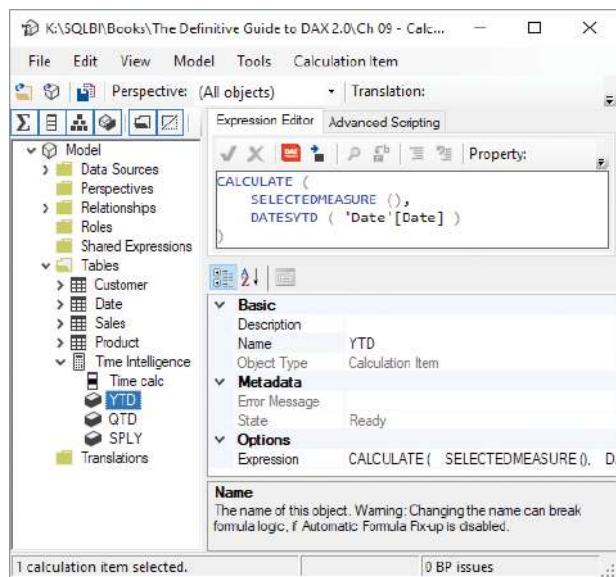 K:\SQLBI\Books\The Definitive Guide to DAX 2.0\Ch 09 - Calc...
File Edit View Model Tools Calculation Item
Perspective: (All objects) Translation:
Expression Editor Advanced Scripting
Property:
CALCULATE (
SELECTEDMEASURE (),
DATESYTD ( 'Date'[Date] )
)
Model
Data Sources
Perspectives
Relationships
Roles
Shared Expressions
Tables
Customer
Date
Sales
Product
Time Intelligence
Time calc
YTD
QTD
SPLY
Translations
Basic
Description
Name YTD
Object Type Calculation Item
Metadata
Error Message
State Ready
Options
Expression CALCULATE ( SELECTEDMEASURE (), D
Name
The name of this object. Warning: Changing the name can break
formula logic, if Automatic Formula Fix-up is disabled.
1 calculation item selected. 0 BP issues